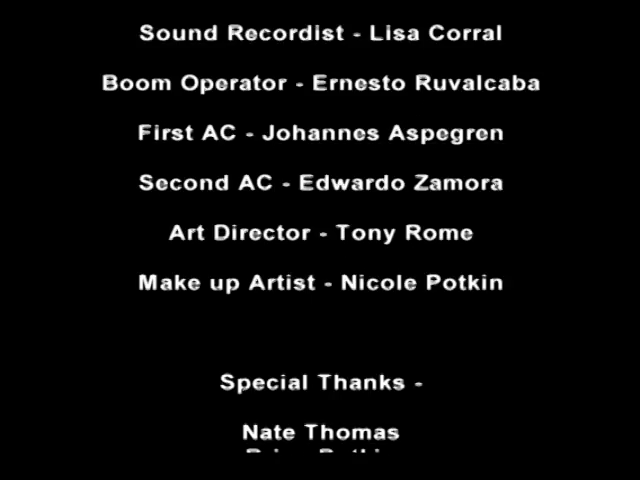 Sound Recordist - Lisa Corral
Boom Operator - Ernesto Ruvalcaba
First AC - Johannes Aspegren
Second AC - Edwardo Zamora
Art Director - Tony Rome
Make up Artist - Nicole Potkin
Special Thanks -
Nate Thomas